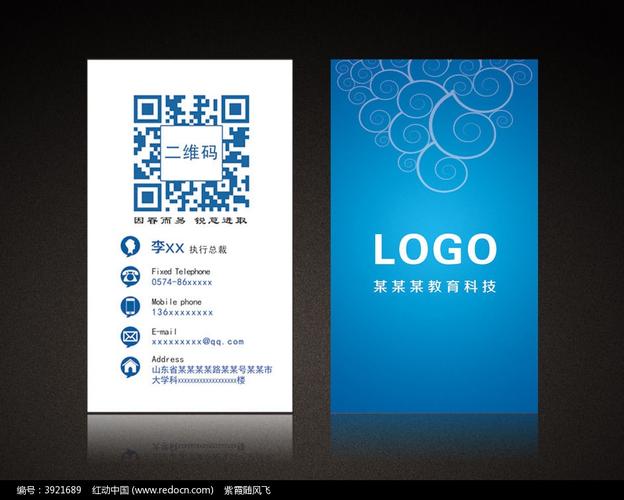 二维码
因吞而易 锐意进取
李XX 执行总裁
Fixed Telephone
0574-86xxxxx
Mobile phone
136xxxxxxxx
E-mail
xxxxxxxxx@qq.com
Address
山东省某某某某路某某号某某市
大学科xxxxxxxxxxxxxxxxxx楼
LOGO
某某某教育科技
编号：3921689 红动中国 (www.redocn.com) 紫霞随风飞